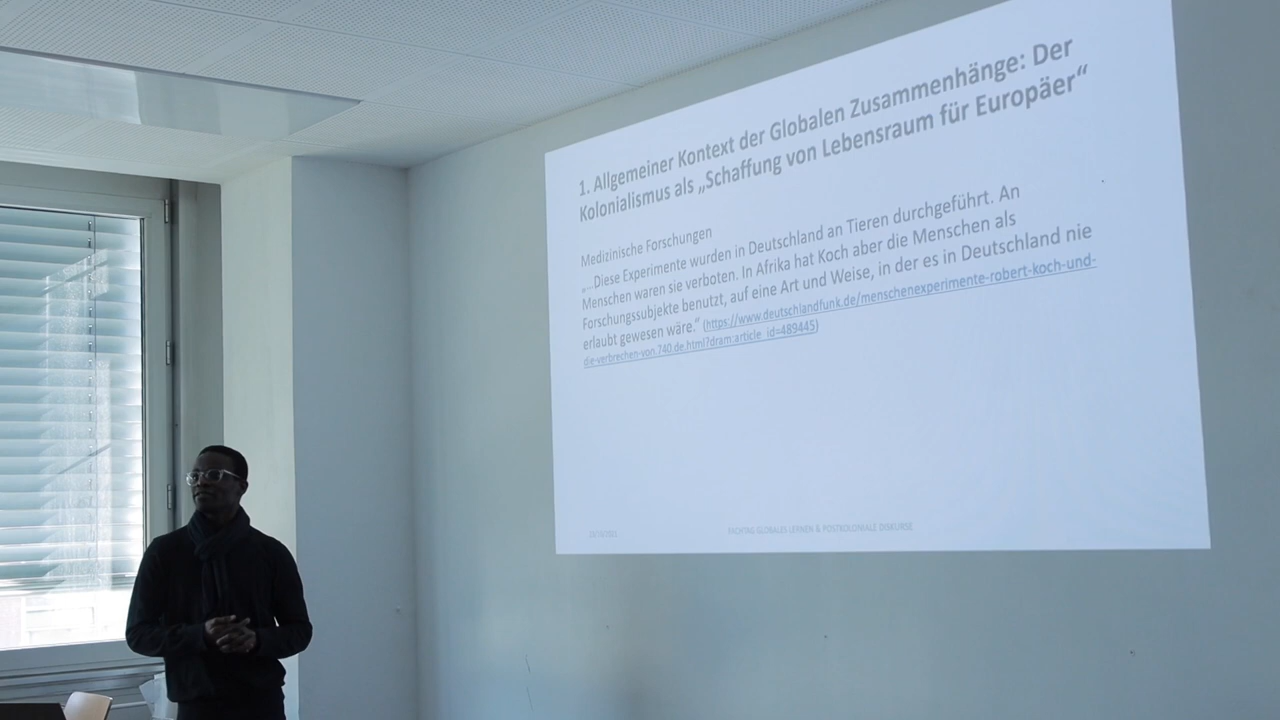 1. Allgemeiner Kontext der Globalen Zusammenhänge: Der
Kolonialismus als „Schaffung von Lebensraum für Europäer“
Medizinische Forschungen
„…Diese Experimente wurden in Deutschland an Tieren durchgeführt. An
Menschen waren sie verboten. In Afrika hat Koch aber die Menschen als
Forschungssubjekte benutzt, auf eine Art und Weise, in der es in Deutschland nie
erlaubt gewesen wäre.“ (https://www.deutschlandfunk.de/menschenexperimente-robert-koch-und-
die-verbrechen-von.740.de.html?dram:article_id=489445)
FACHTAG GLOBALES LERNEN & POSTKOLONIALE DISKURSE